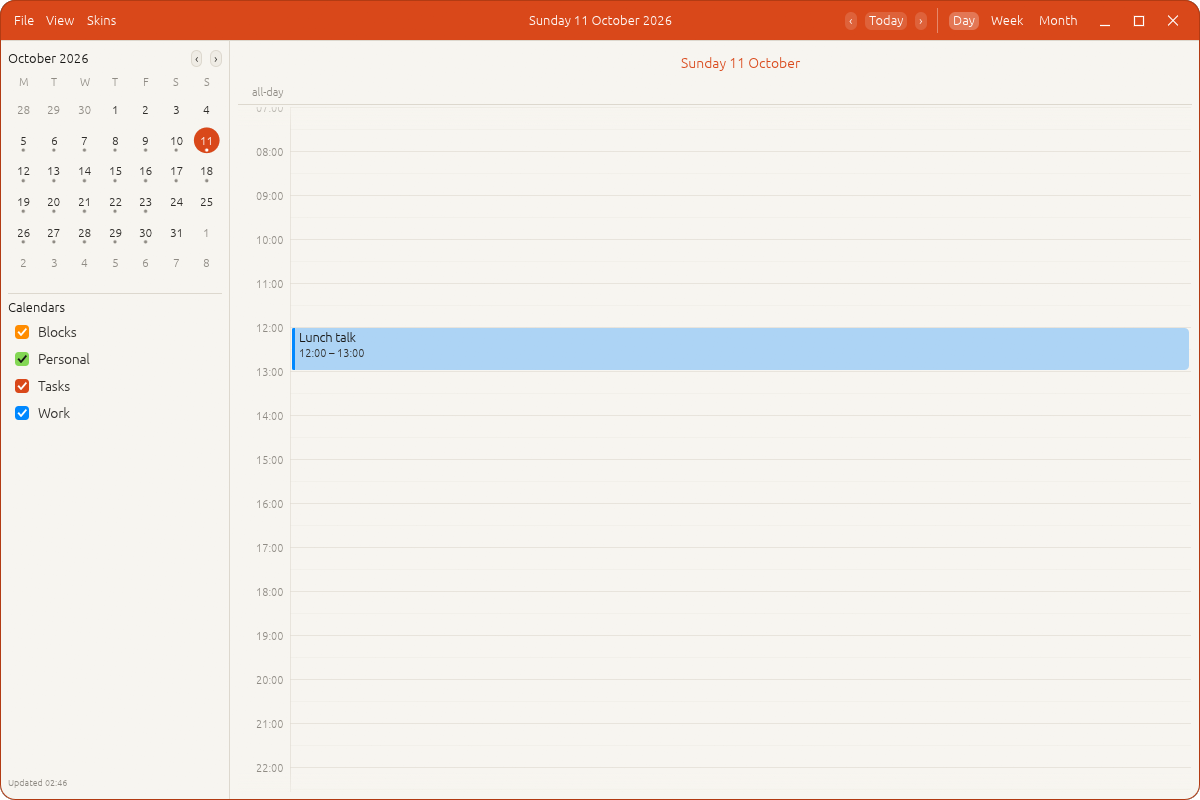 File View Skins
Sunday 11 October 2026
‹ Today › Day Week Month
October 2026 ‹ ›
M T W T F S S
28 29 30 1 2 3 4
5 6 7 8 9 10 11
12 13 14 15 16 17 18
19 20 21 22 23 24 25
26 27 28 29 30 31 1
2 3 4 5 6 7 8
Calendars
Blocks
Personal
Tasks
Work
Updated 02:46
Sunday 11 October
all-day
07:00
08:00
09:00
10:00
11:00
12:00
Lunch talk
12:00 – 13:00
13:00
14:00
15:00
16:00
17:00
18:00
19:00
20:00
21:00
22:00